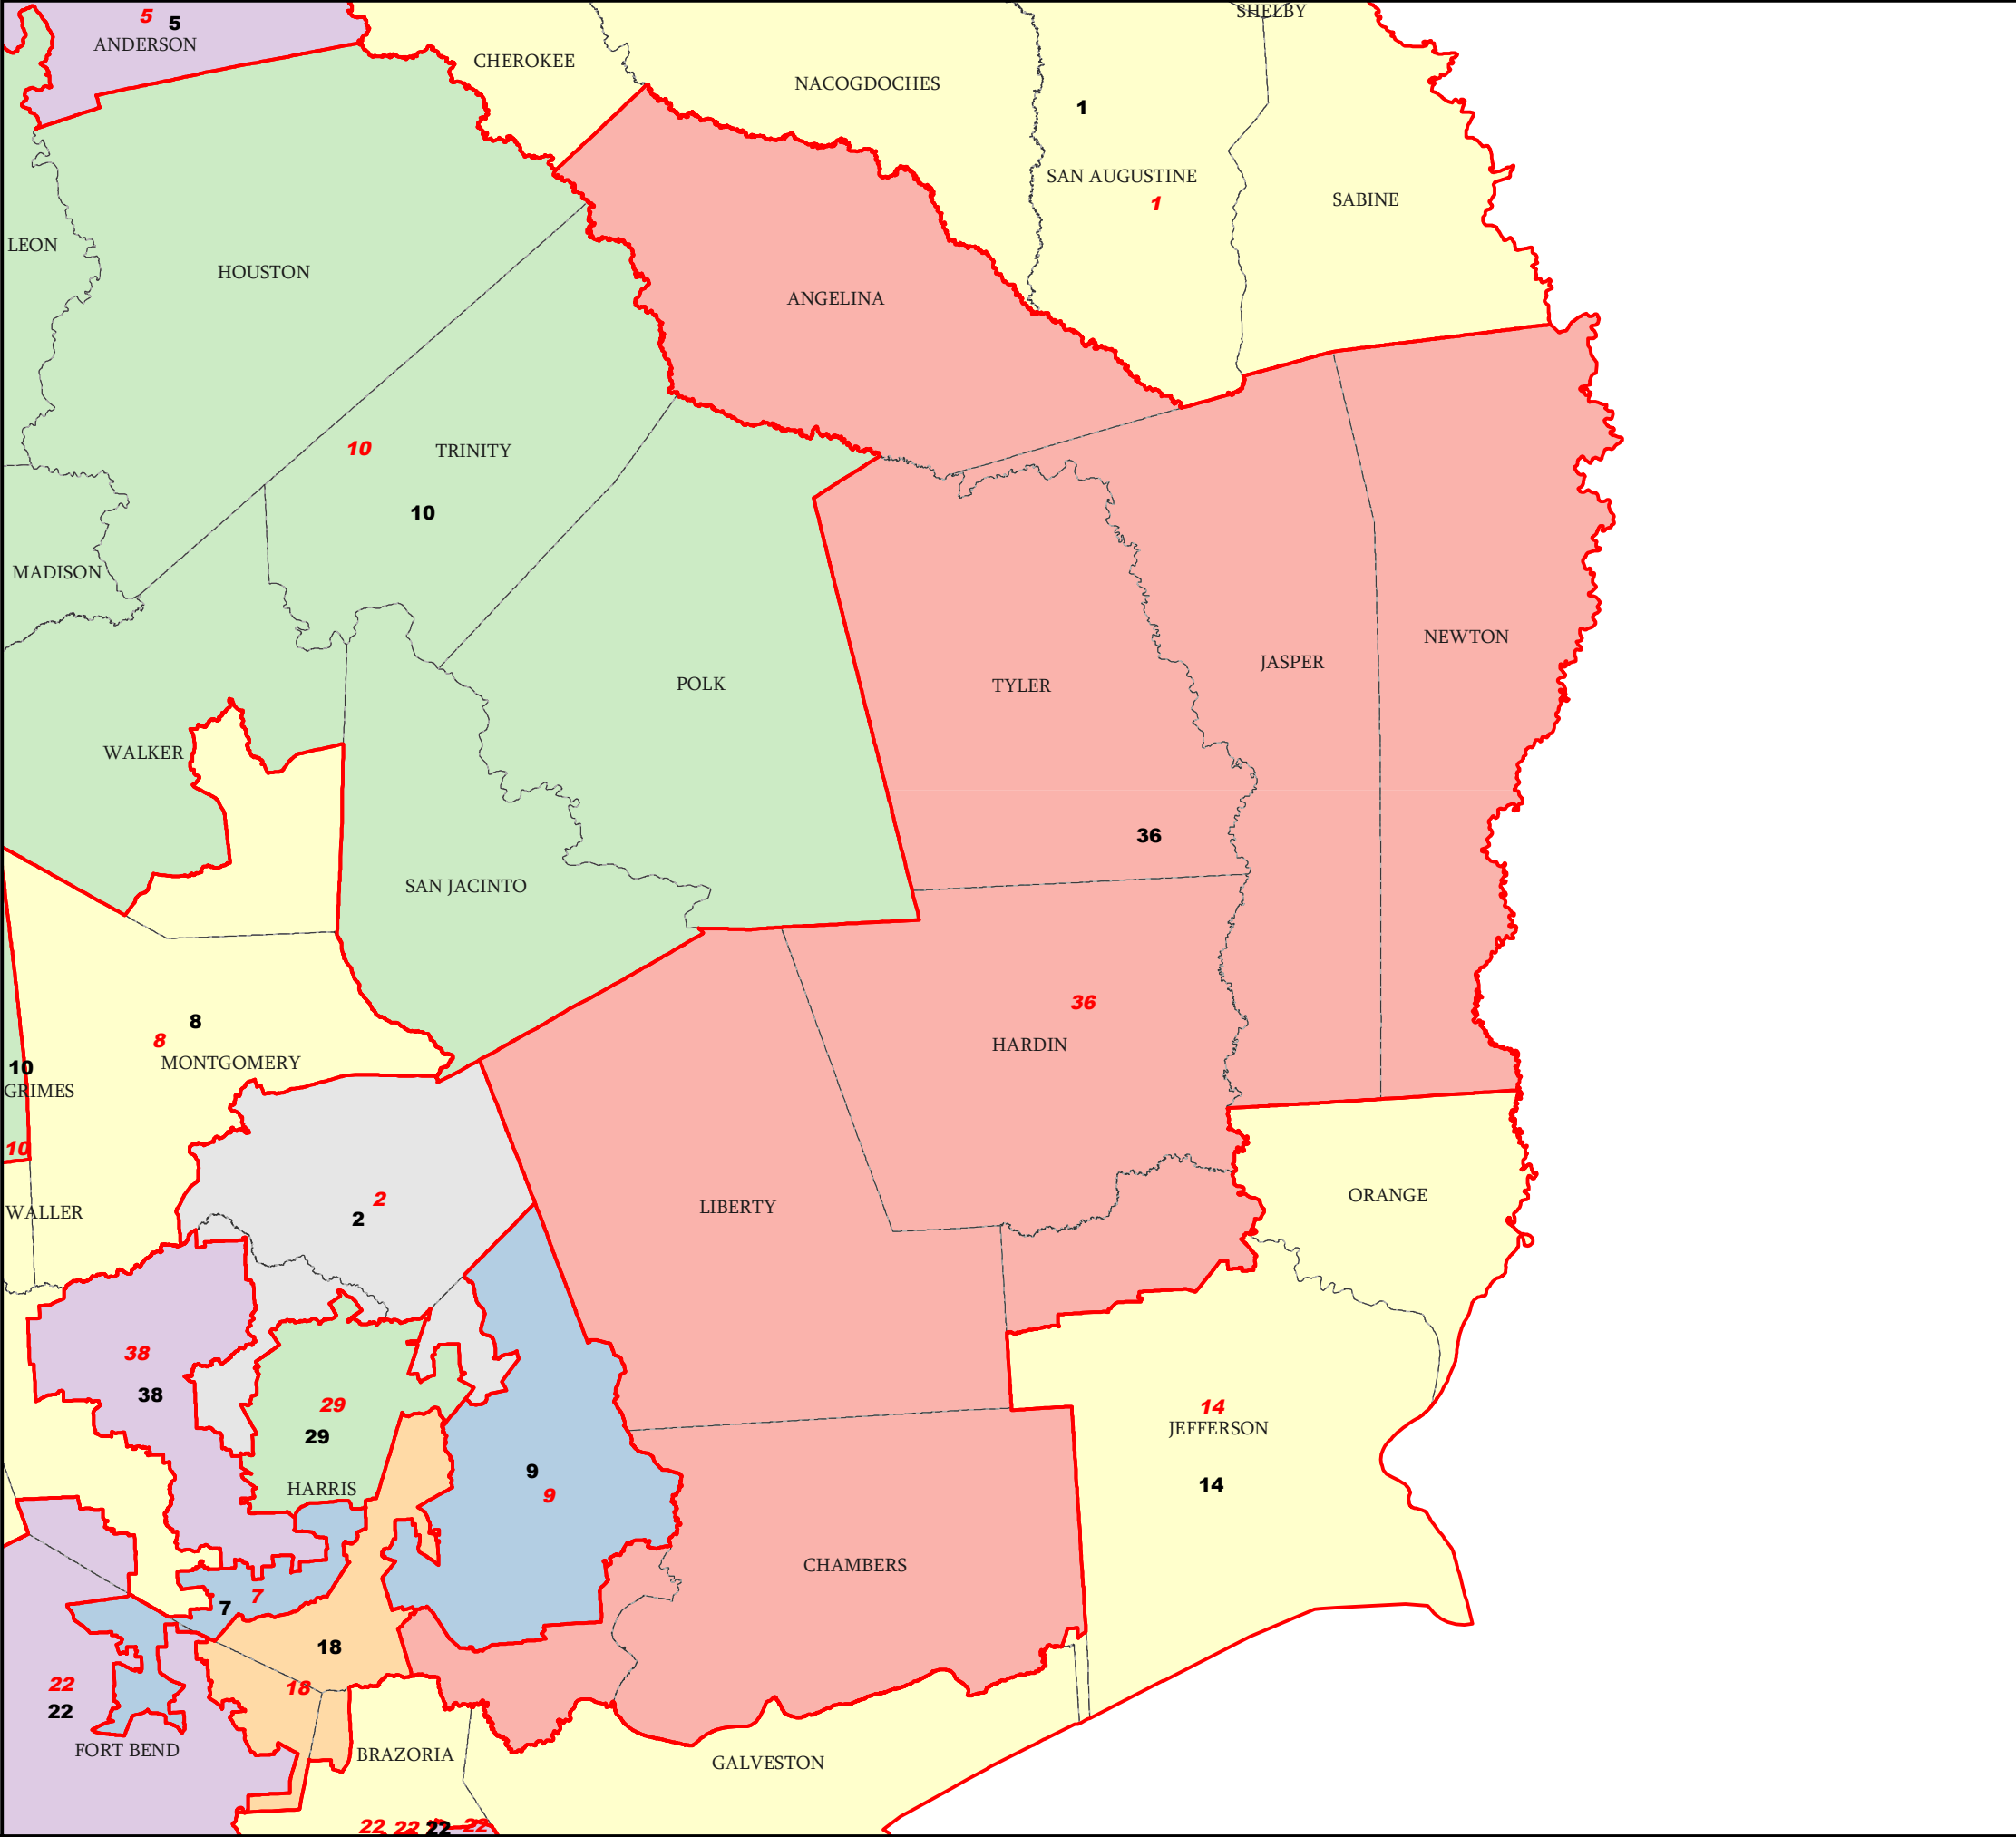 SHELBY
5 5
ANDERSON
CHEROKEE
NACOGDOCHES
1
SAN AUGUSTINE
1
SABINE
LEON
HOUSTON
ANGELINA
10
TRINITY
10
MADISON
NEWTON
JASPER
POLK
TYLER
WALKER
36
SAN JACINTO
36
8
8
HARDIN
MONTGOMERY
10
GRIMES
10
ORANGE
2
LIBERTY
WALLER
2
38
38
29
14
JEFFERSON
29
9
14
HARRIS
9
CHAMBERS
7
7
18
22
18
22
FORT BEND
BRAZORIA
GALVESTON
22 22 22 22